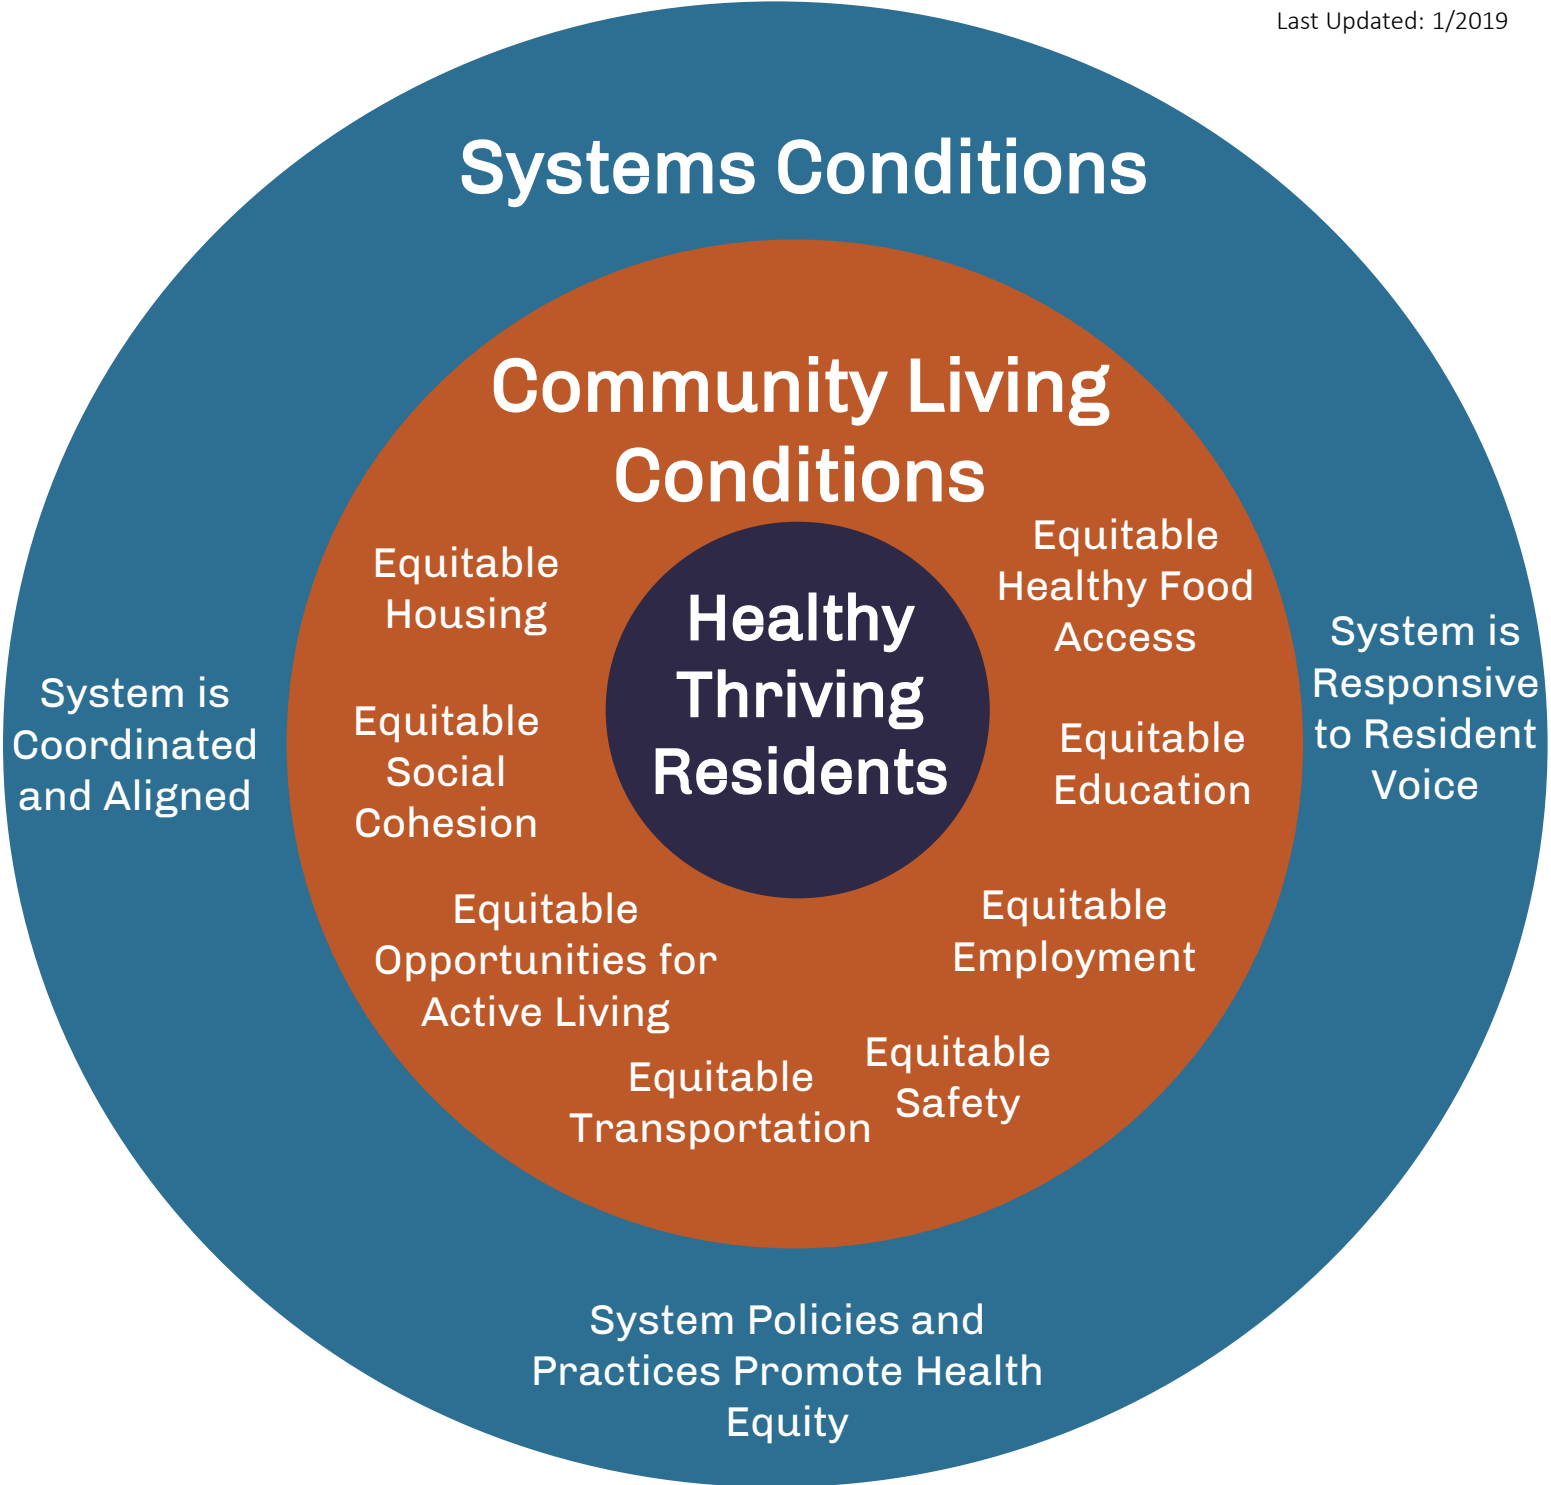 Last Updated: 1/2019
Systems Conditions
Community Living
Conditions
Healthy
Thriving
Residents
Equitable
Housing
Equitable
Social
Cohesion
Equitable
Opportunities for
Active Living
Equitable
Transportation
Equitable
Safety
Equitable
Employment
Equitable
Education
Equitable
Healthy Food
Access
System is
Coordinated
and Aligned
System is
Responsive
to Resident
Voice
System Policies and
Practices Promote Health
Equity